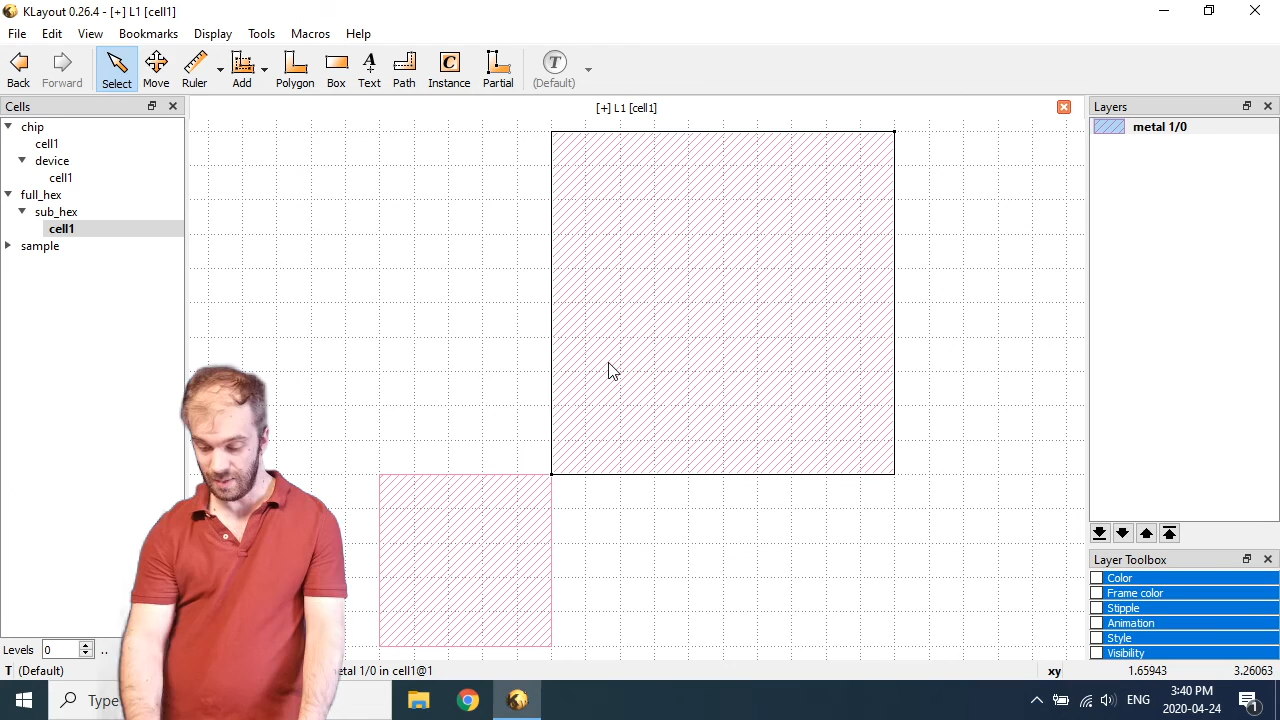 KLayout 0.26.4 - [+] L1 [cell1]
File Edit View Bookmarks Display Tools Macros Help
Back Forward Select Move Ruler Add Polygon Box Text Path Instance Partial (Default)
T
A
C
T
Cells
[+] L1 [cell1]
Layers
chip
cell1
device
cell1
full_hex
sub_hex
cell1
sample
metal 1/0
Layer Toolbox
Color
Frame color
Stipple
Animation
Style
Visibility
Levels 0 ..
T (Default)
etal 1/0 in cell1@1
xy 1.65943 3.26063
Type
ENG
3:40 PM
2020-04-24
1